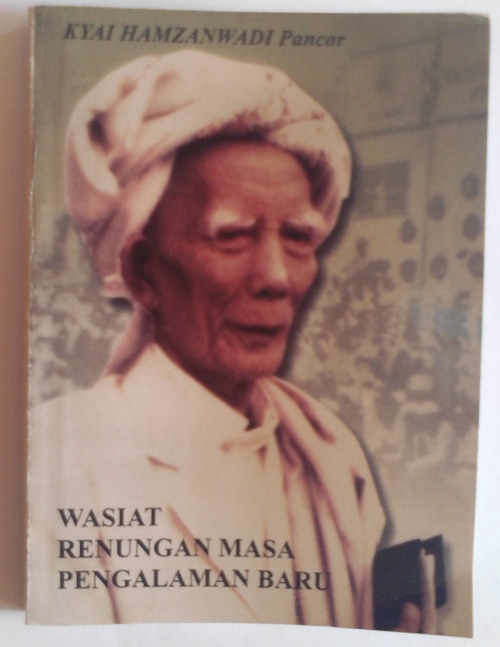 KYAI HAMZANWADI Pancor
WASIAT
RENUNGAN MASA
PENGALAMAN BARU